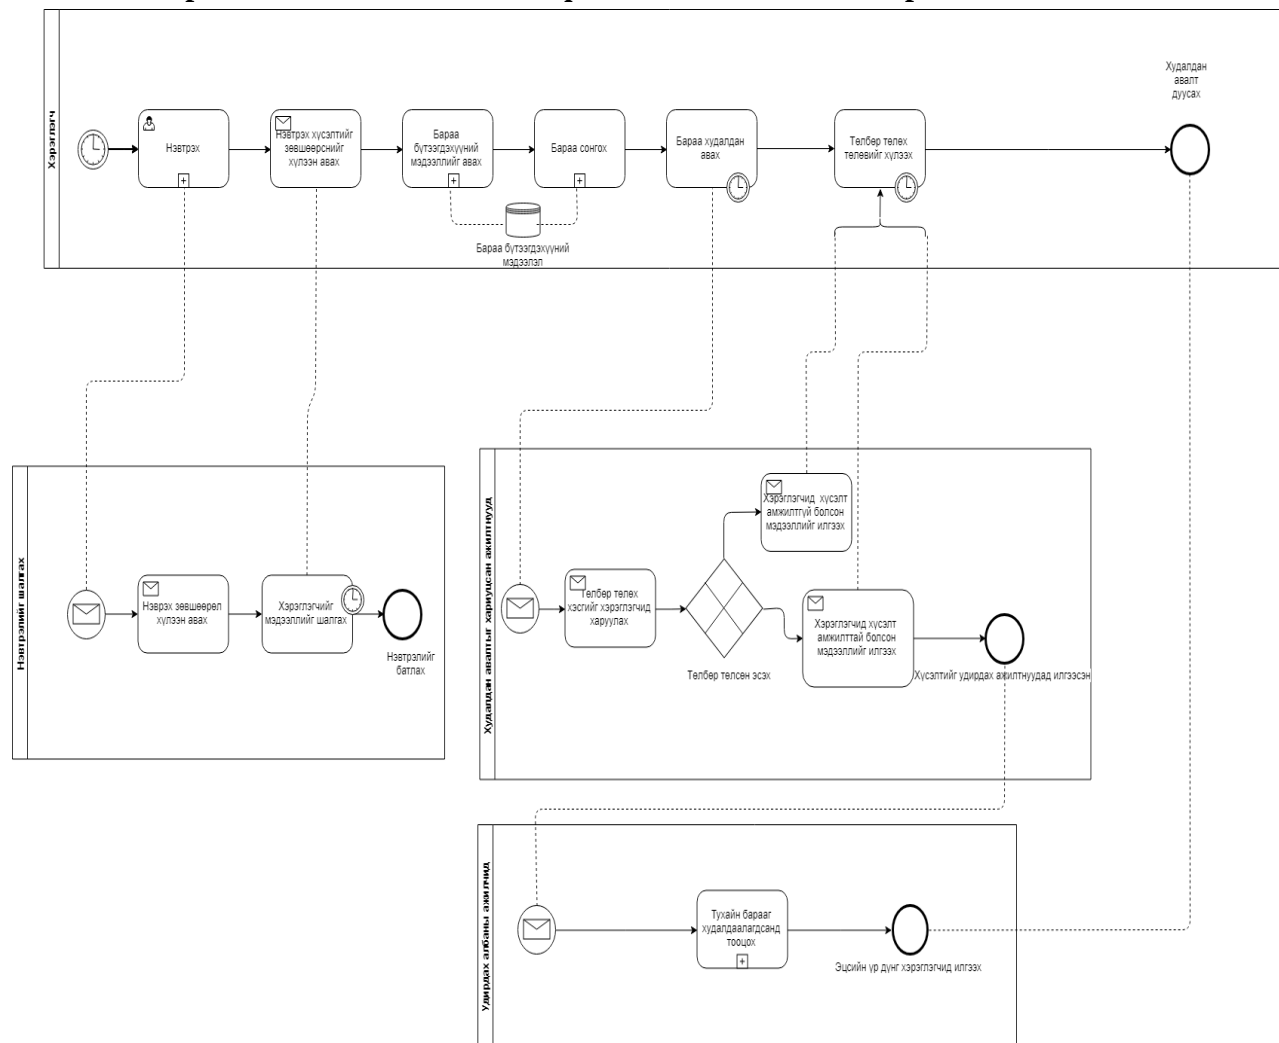 Хэрэглэгч
Худалдан
авалт
дуусах
Нэвтрэх
Нэвтрэх хүсэлтийг
зөвшөөрснийг
хүлээн авах
Бараа
бүтээгдэхүүний
мэдээллийг авах
Бараа сонгох
Бараа худалдан
авах
Төлбөр төлөх
төлөвийг хүлээх
Бараа бүтээгдэхүүний
мэдээлэл
Нэвтрэлийг шалгах
Нэврэх зөвшөөрөл
хүлээн авах
Хэрэглэгчийг
мэдээллийг шалгах
Нэвтрэлийг
батлах
Худалдан авалтыг хариуцсан ажилтнууд
Төлбөр төлөх
хэсгийг хэрэглэгчид
харуулах
Төлбөр төлсөн эсэх
Хэрэглэгчид хүсэлт
амжилтгүй болсон
мэдээллийг илгээх
Хэрэглэгчид хүсэлт
амжилттай болсон
мэдээллийг илгээх
Хүсэлтийг удирдах ажилтнуудад илгээсэн
Удирдах албаны ажилчид
Тухайн барааг
худалдаалагдсанд
тооцох
Эцсийн үр дүнг хэрэглэгчид илгээх